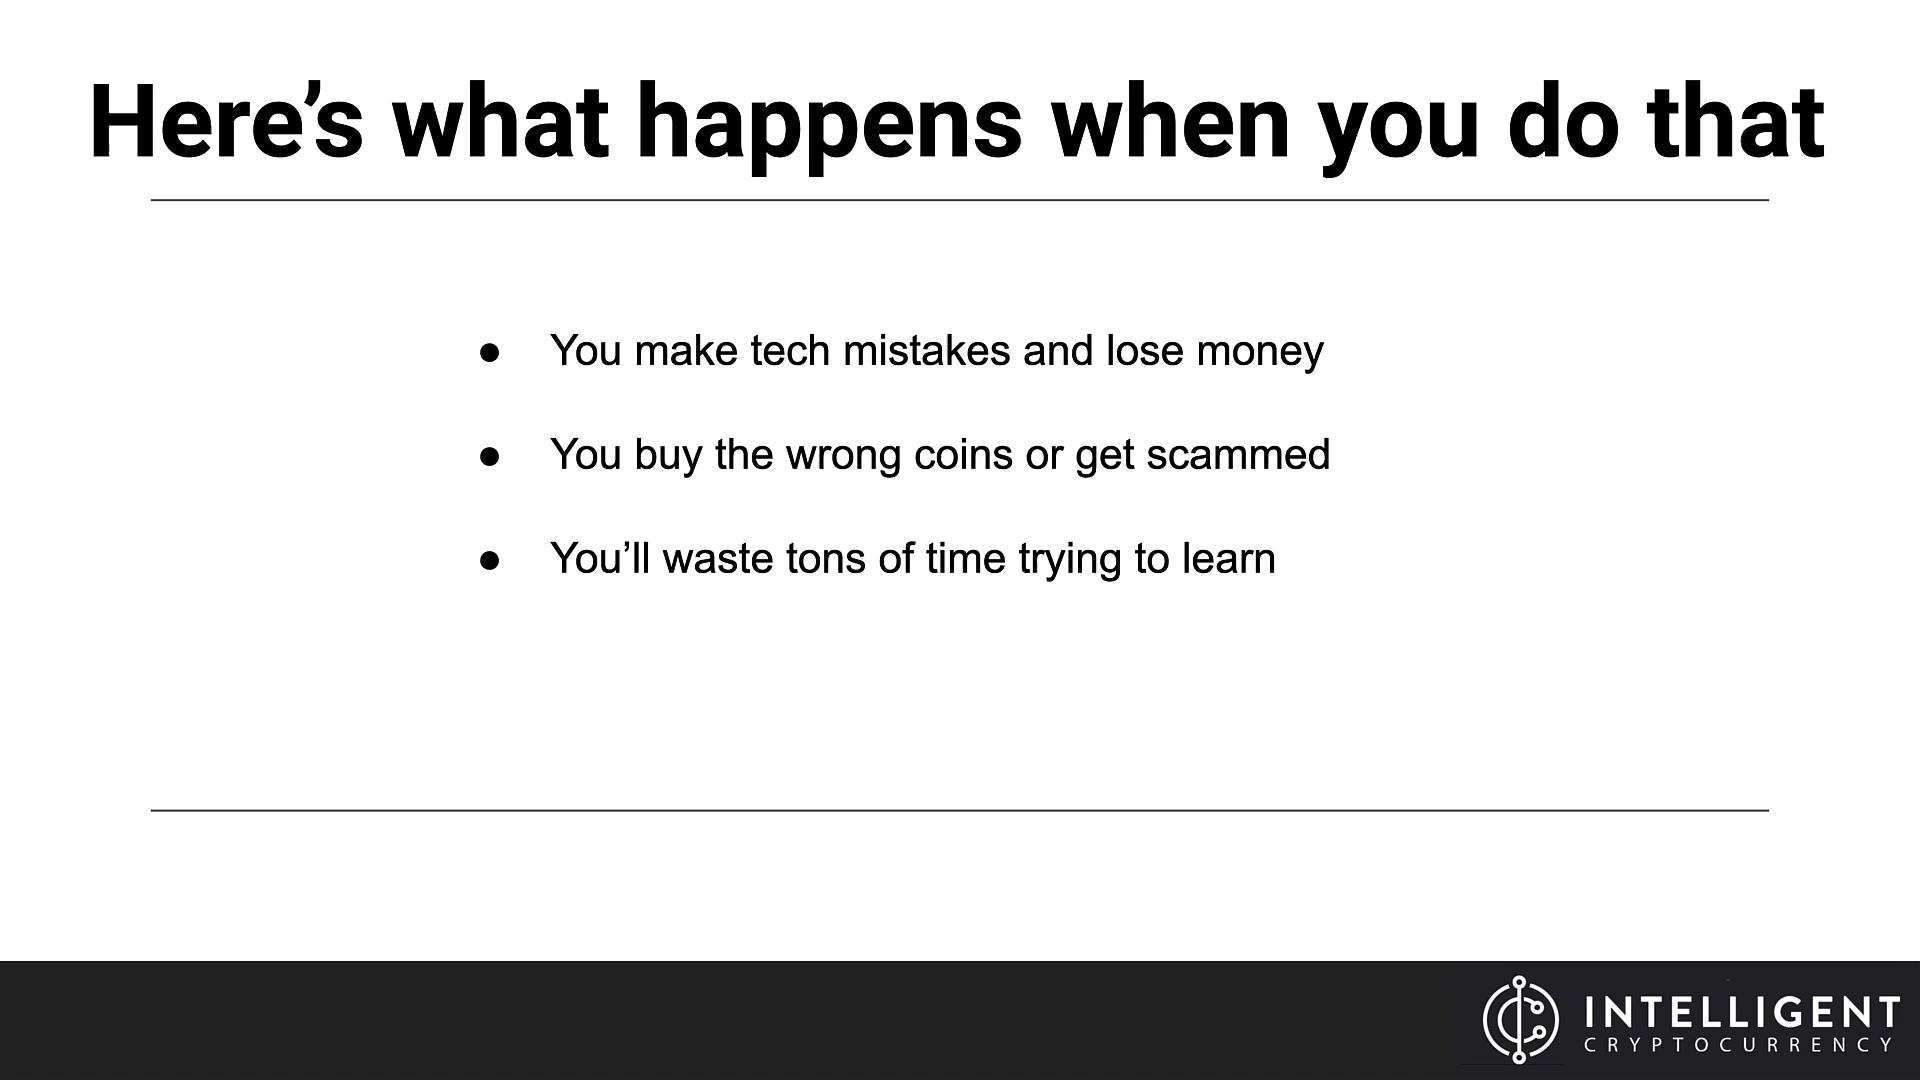 Here’s what happens when you do that
● You make tech mistakes and lose money
● You buy the wrong coins or get scammed
● You’ll waste tons of time trying to learn
INTELLIGENT
CRYPTOCURRENCY